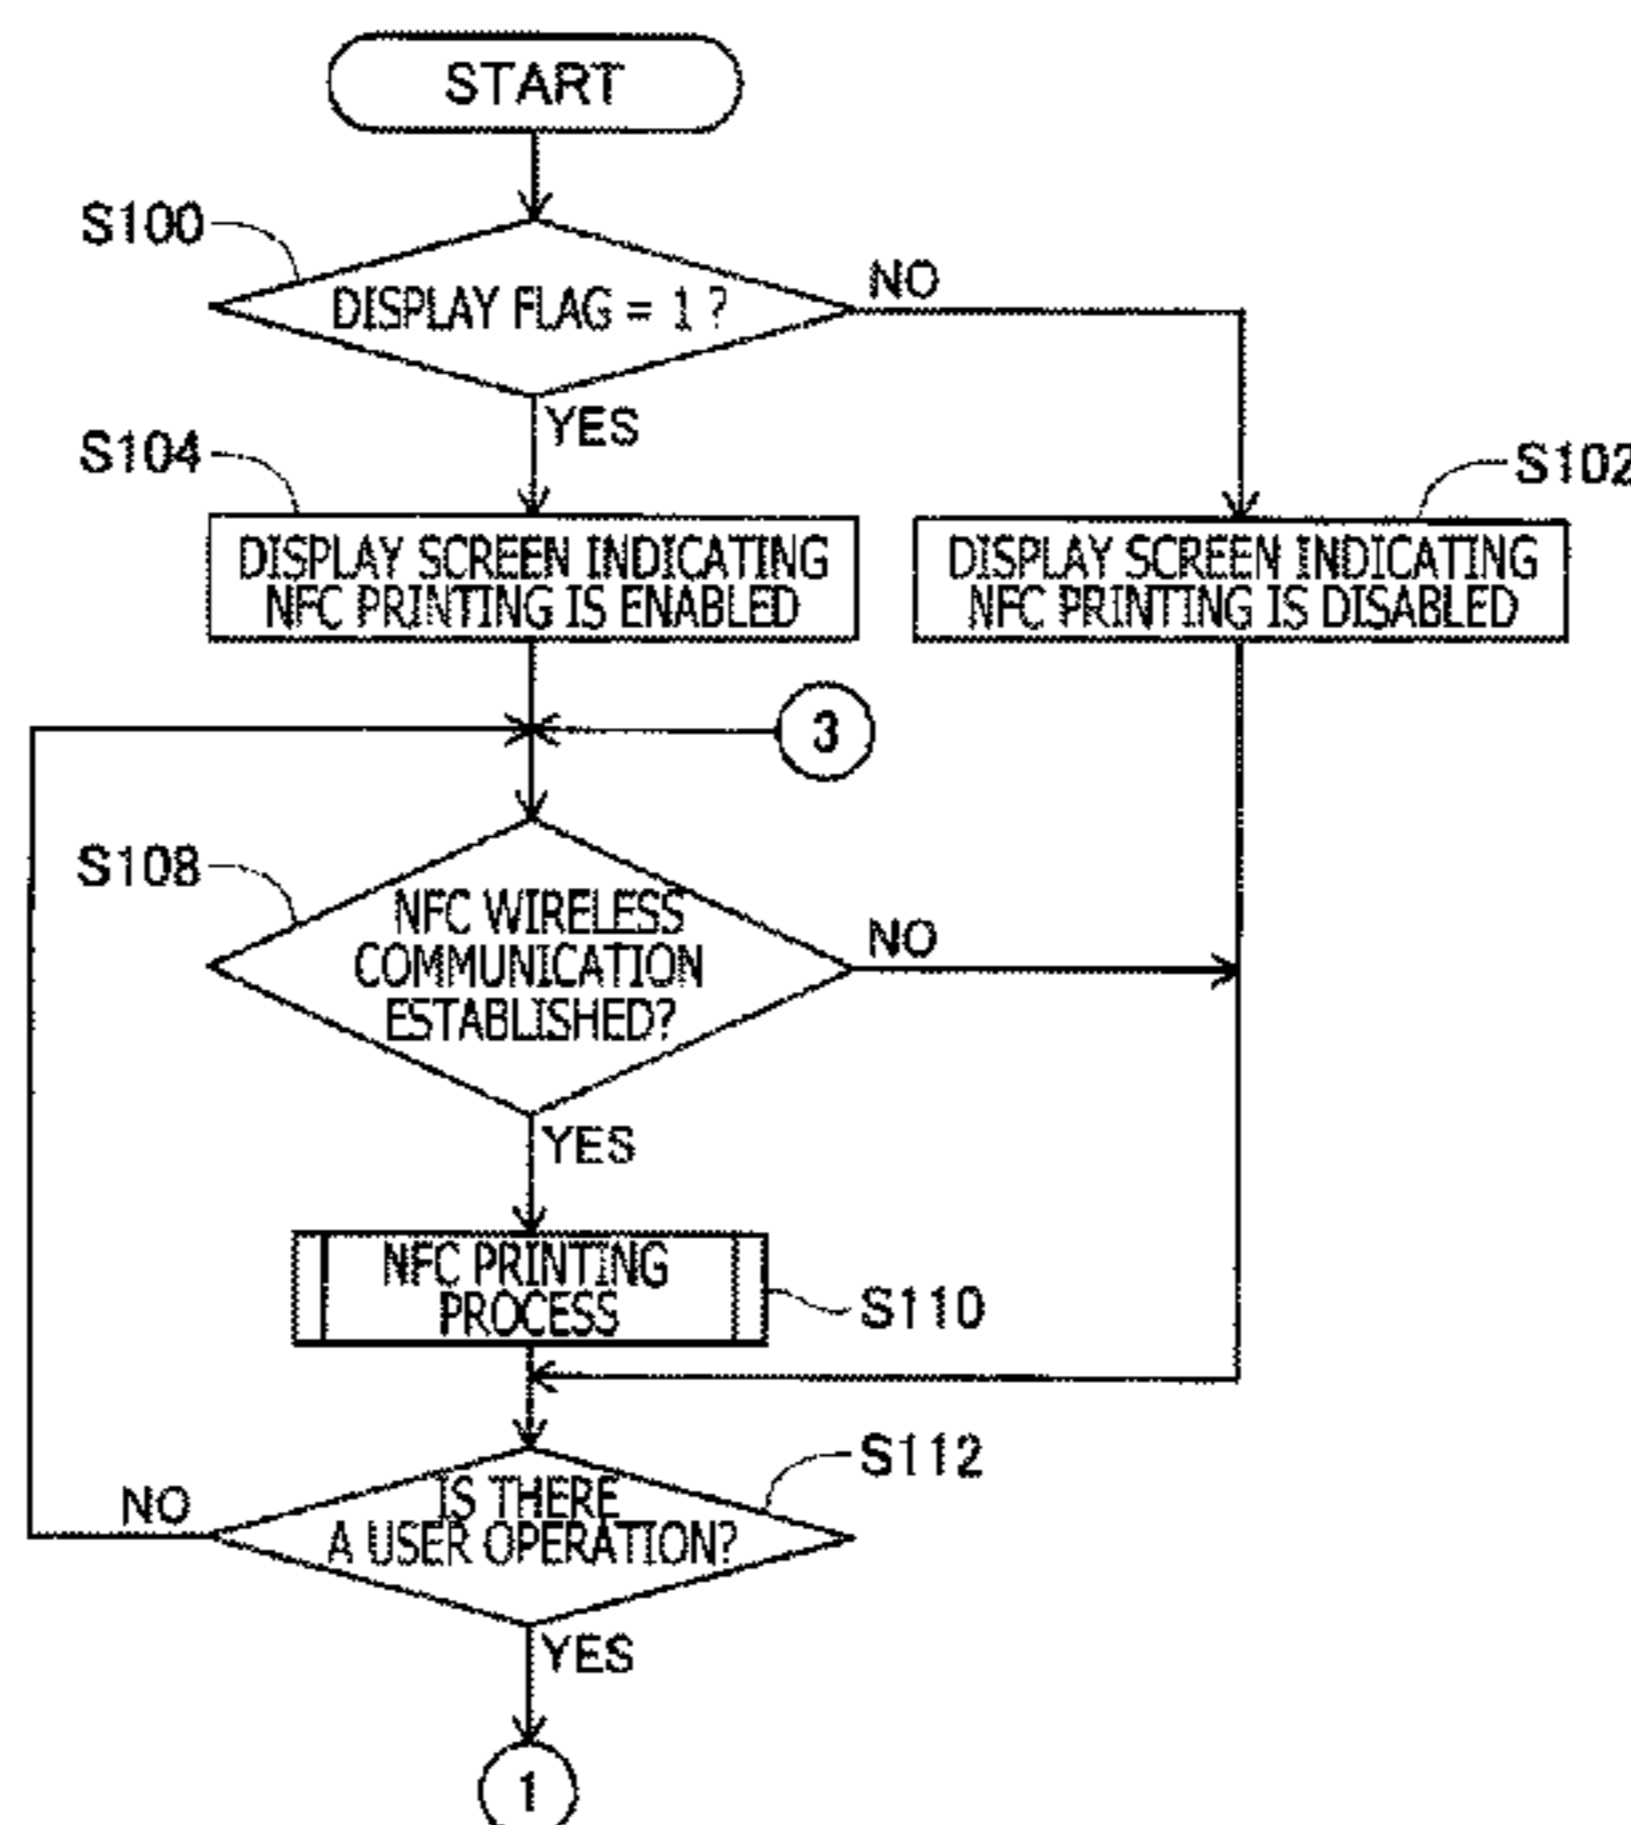 START
S100
DISPLAY FLAG = 1 ?
NO
YES
S104
S102
DISPLAY SCREEN INDICATING
NFC PRINTING IS ENABLED
DISPLAY SCREEN INDICATING
NFC PRINTING IS DISABLED
3
S108
NFC WIRELESS
COMMUNICATION
ESTABLISHED?
NO
YES
NFC PRINTING
PROCESS
S110
S112
NO
IS THERE
A USER OPERATION?
YES
1